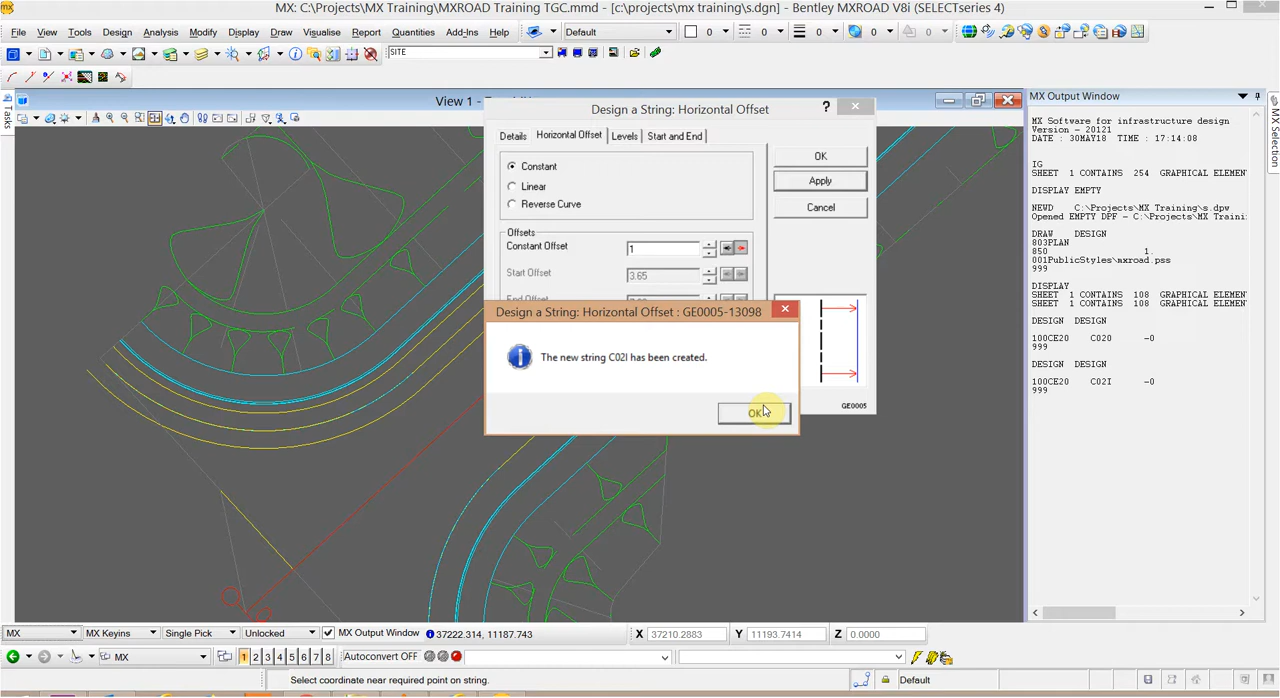 MX: C:\Projects\MX Training\MXROAD Training TGC.mmd - [c:\projects\mx training\s.dgn] - Bentley MXROAD V8i (SELECTseries 4)
File View Tools Design Analysis Modify Display Draw Visualise Report Quantities Add-Ins Help Default 0 0 0 0 0
SITE
View 1 -
Tasks
Design a String: Horizontal Offset
?
Details Horizontal Offset Levels Start and End
Constant
Linear
Reverse Curve
OK
Apply
Cancel
Offsets
Constant Offset 1
Start Offset 3.65
GE0005
Design a String: Horizontal Offset : GE0005-13098
The new string C02I has been created.
OK
MX Output Window
MX Selection
MX Software for infrastructure design
Version - 20121
DATE : 30MAY18 TIME : 17:14:08
IG
SHEET 1 CONTAINS 254 GRAPHICAL ELEMENT
DISPLAY EMPTY
NEWD C:\Projects\MX Training\s.dpw
Opened EMPTY DPF - C:\Projects\MX Traini
DRAW DESIGN
803PLAN
850 1.
001PublicStyles\mxroad.pss
999
DISPLAY
SHEET 1 CONTAINS 108 GRAPHICAL ELEMENT
SHEET 1 CONTAINS 108 GRAPHICAL ELEMENT
DESIGN DESIGN
100CE20 C020 -0
999
DESIGN DESIGN
100CE20 C02I -0
999
MX MX Keyins Single Pick Unlocked MX Output Window 37222.314, 11187.743 X 37210.2883 Y 11193.7414 Z 0.0000
MX 1 2 3 4 5 6 7 8 Autoconvert OFF
Select coordinate near required point on string. Default